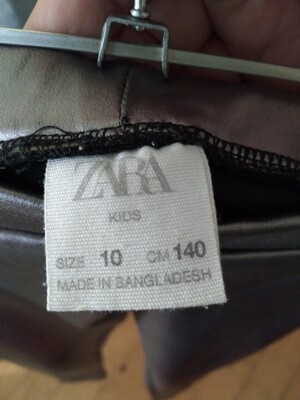 ZARA
KIDS
SIZE 10 CM 140
MADE IN BANGLADESH